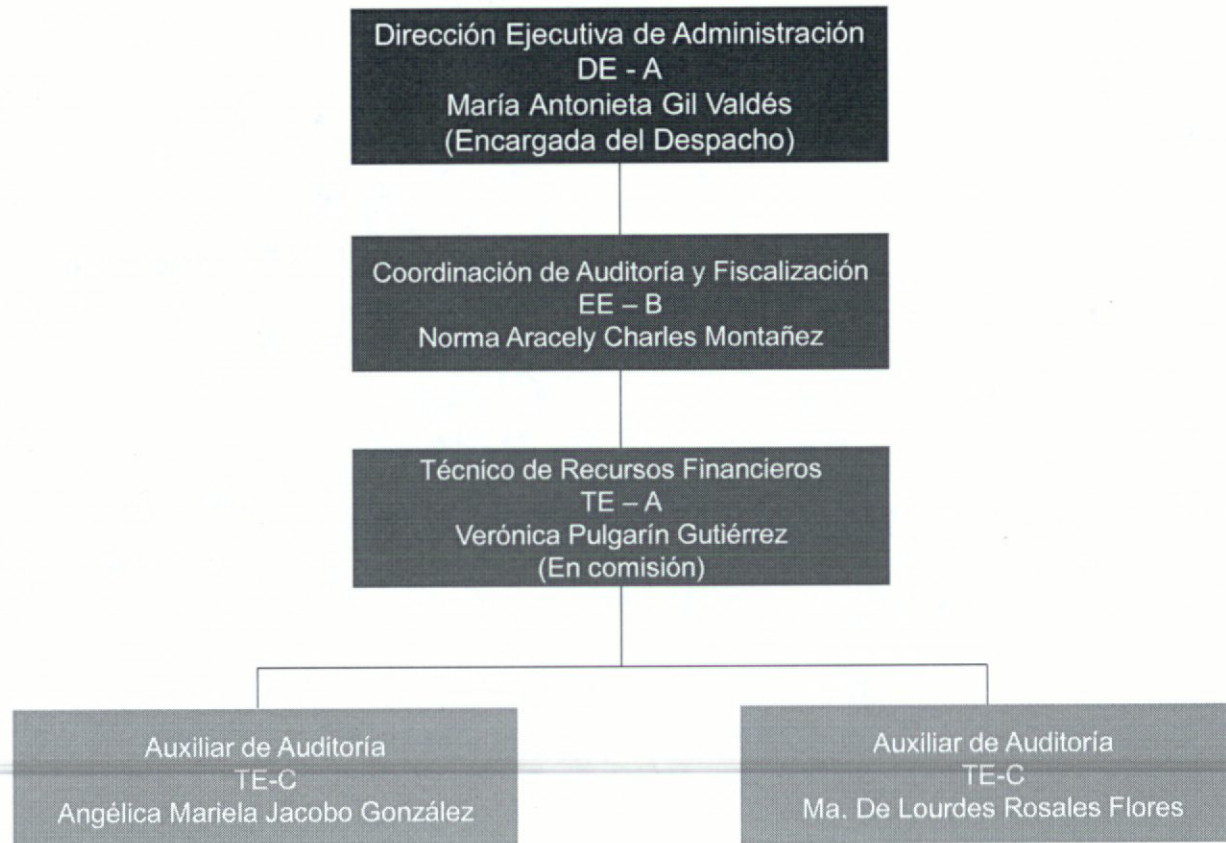 Dirección Ejecutiva de Administración
DE - A
María Antonieta Gil Valdés
(Encargada del Despacho)
Coordinación de Auditoría y Fiscalización
EE – B
Norma Aracely Charles Montañez
Técnico de Recursos Financieros
TE – A
Verónica Pulgarín Gutiérrez
(En comisión)
Auxiliar de Auditoría
TE-C
Angélica Mariela Jacobo González
Auxiliar de Auditoría
TE-C
Ma. De Lourdes Rosales Flores